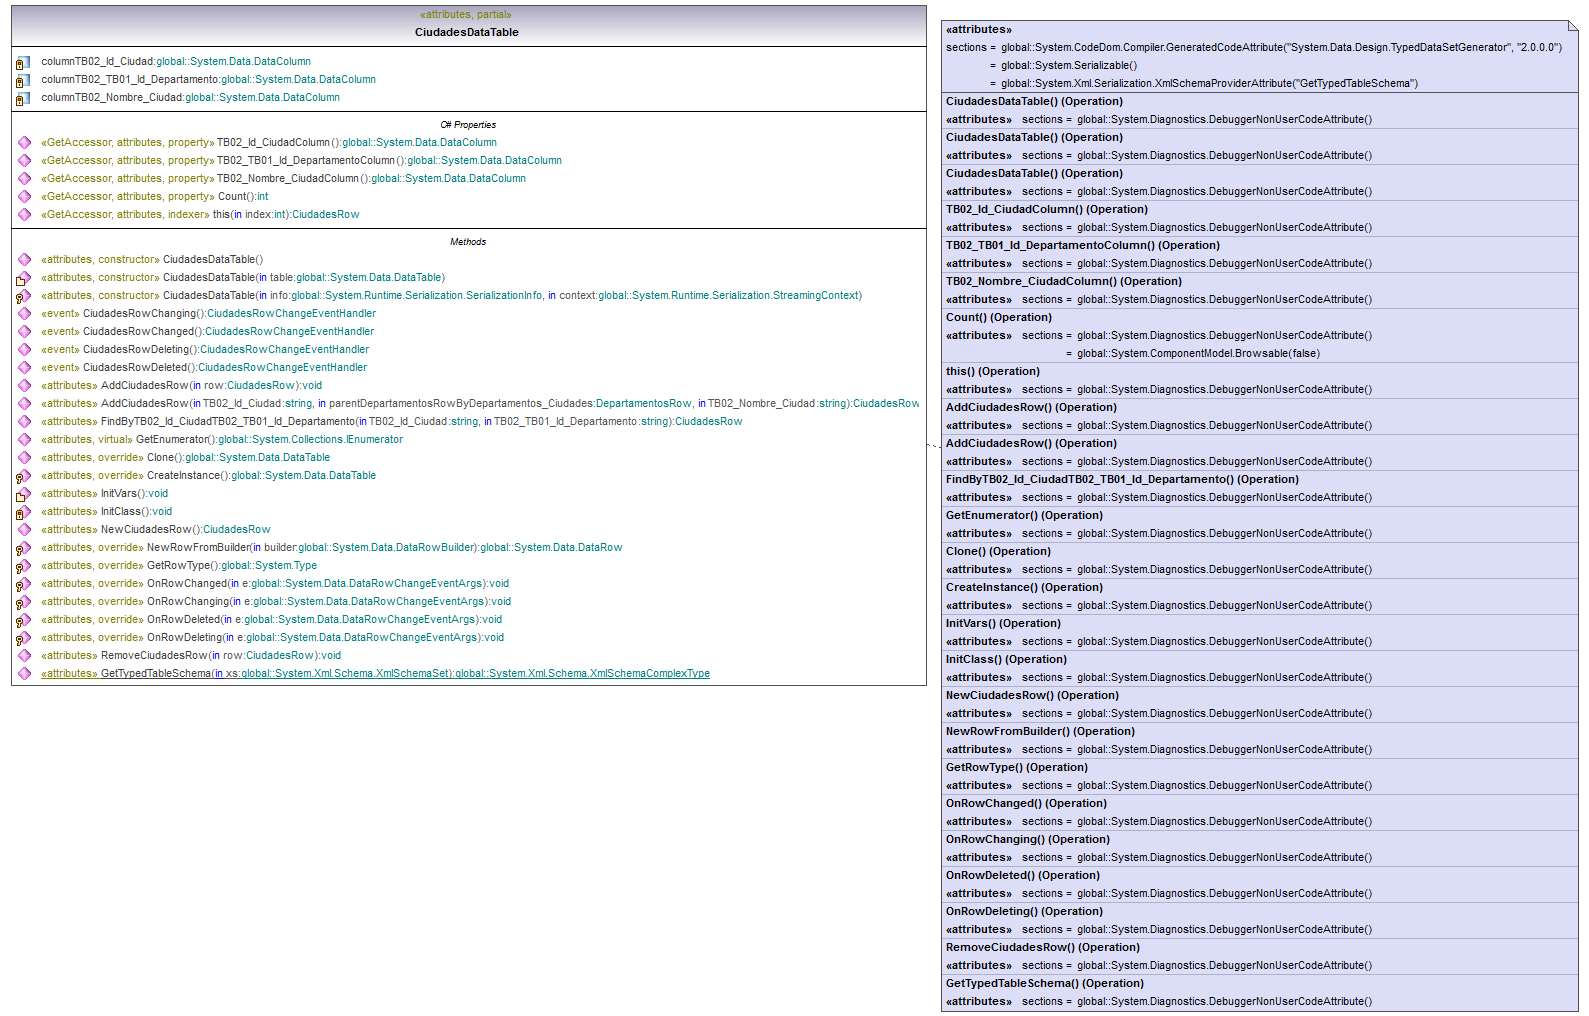 «attributes, partial»
CiudadesDataTable
columnTB02_Id_Ciudad:global::System.Data.DataColumn
columnTB02_TB01_Id_Departamento:global::System.Data.DataColumn
columnTB02_Nombre_Ciudad:global::System.Data.DataColumn
C# Properties
«GetAccessor, attributes, property» TB02_Id_CiudadColumn():global::System.Data.DataColumn
«GetAccessor, attributes, property» TB02_TB01_Id_DepartamentoColumn():global::System.Data.DataColumn
«GetAccessor, attributes, property» TB02_Nombre_CiudadColumn():global::System.Data.DataColumn
«GetAccessor, attributes, property» Count():int
«GetAccessor, attributes, indexer» this(in index:int):CiudadesRow
Methods
«attributes, constructor» CiudadesDataTable()
«attributes, constructor» CiudadesDataTable(in table:global::System.Data.DataTable)
«attributes, constructor» CiudadesDataTable(in info:global::System.Runtime.Serialization.SerializationInfo, in context:global::System.Runtime.Serialization.StreamingContext)
«event» CiudadesRowChanging():CiudadesRowChangeEventHandler
«event» CiudadesRowChanged():CiudadesRowChangeEventHandler
«event» CiudadesRowDeleting():CiudadesRowChangeEventHandler
«event» CiudadesRowDeleted():CiudadesRowChangeEventHandler
«attributes» AddCiudadesRow(in row:CiudadesRow):void
«attributes» AddCiudadesRow(in TB02_Id_Ciudad:string, in parentDepartamentosRowByDepartamentos_Ciudades:DepartamentosRow, in TB02_Nombre_Ciudad:string):CiudadesRow
«attributes» FindByTB02_Id_CiudadTB02_TB01_Id_Departamento(in TB02_Id_Ciudad:string, in TB02_TB01_Id_Departamento:string):CiudadesRow
«attributes, virtual» GetEnumerator():global::System.Collections.IEnumerator
«attributes, override» Clone():global::System.Data.DataTable
«attributes, override» CreateInstance():global::System.Data.DataTable
«attributes» InitVars():void
«attributes» InitClass():void
«attributes» NewCiudadesRow():CiudadesRow
«attributes, override» NewRowFromBuilder(in builder:global::System.Data.DataRowBuilder):global::System.Data.DataRow
«attributes, override» GetRowType():global::System.Type
«attributes, override» OnRowChanged(in e:global::System.Data.DataRowChangeEventArgs):void
«attributes, override» OnRowChanging(in e:global::System.Data.DataRowChangeEventArgs):void
«attributes, override» OnRowDeleted(in e:global::System.Data.DataRowChangeEventArgs):void
«attributes, override» OnRowDeleting(in e:global::System.Data.DataRowChangeEventArgs):void
«attributes» RemoveCiudadesRow(in row:CiudadesRow):void
«attributes» GetTypedTableSchema(in xs:global::System.Xml.Schema.XmlSchemaSet):global::System.Xml.Schema.XmlSchemaComplexType
«attributes»
sections = global::System.CodeDom.Compiler.GeneratedCodeAttribute("System.Data.Design.TypedDataSetGenerator", "2.0.0.0")
= global::System.Serializable()
= global::System.Xml.Serialization.XmlSchemaProviderAttribute("GetTypedTableSchema")
CiudadesDataTable() (Operation)
«attributes» sections = global::System.Diagnostics.DebuggerNonUserCodeAttribute()
CiudadesDataTable() (Operation)
«attributes» sections = global::System.Diagnostics.DebuggerNonUserCodeAttribute()
CiudadesDataTable() (Operation)
«attributes» sections = global::System.Diagnostics.DebuggerNonUserCodeAttribute()
TB02_Id_CiudadColumn() (Operation)
«attributes» sections = global::System.Diagnostics.DebuggerNonUserCodeAttribute()
TB02_TB01_Id_DepartamentoColumn() (Operation)
«attributes» sections = global::System.Diagnostics.DebuggerNonUserCodeAttribute()
TB02_Nombre_CiudadColumn() (Operation)
«attributes» sections = global::System.Diagnostics.DebuggerNonUserCodeAttribute()
Count() (Operation)
«attributes» sections = global::System.Diagnostics.DebuggerNonUserCodeAttribute()
= global::System.ComponentModel.Browsable(false)
this() (Operation)
«attributes» sections = global::System.Diagnostics.DebuggerNonUserCodeAttribute()
AddCiudadesRow() (Operation)
«attributes» sections = global::System.Diagnostics.DebuggerNonUserCodeAttribute()
AddCiudadesRow() (Operation)
«attributes» sections = global::System.Diagnostics.DebuggerNonUserCodeAttribute()
FindByTB02_Id_CiudadTB02_TB01_Id_Departamento() (Operation)
«attributes» sections = global::System.Diagnostics.DebuggerNonUserCodeAttribute()
GetEnumerator() (Operation)
«attributes» sections = global::System.Diagnostics.DebuggerNonUserCodeAttribute()
Clone() (Operation)
«attributes» sections = global::System.Diagnostics.DebuggerNonUserCodeAttribute()
CreateInstance() (Operation)
«attributes» sections = global::System.Diagnostics.DebuggerNonUserCodeAttribute()
InitVars() (Operation)
«attributes» sections = global::System.Diagnostics.DebuggerNonUserCodeAttribute()
InitClass() (Operation)
«attributes» sections = global::System.Diagnostics.DebuggerNonUserCodeAttribute()
NewCiudadesRow() (Operation)
«attributes» sections = global::System.Diagnostics.DebuggerNonUserCodeAttribute()
NewRowFromBuilder() (Operation)
«attributes» sections = global::System.Diagnostics.DebuggerNonUserCodeAttribute()
GetRowType() (Operation)
«attributes» sections = global::System.Diagnostics.DebuggerNonUserCodeAttribute()
OnRowChanged() (Operation)
«attributes» sections = global::System.Diagnostics.DebuggerNonUserCodeAttribute()
OnRowChanging() (Operation)
«attributes» sections = global::System.Diagnostics.DebuggerNonUserCodeAttribute()
OnRowDeleted() (Operation)
«attributes» sections = global::System.Diagnostics.DebuggerNonUserCodeAttribute()
OnRowDeleting() (Operation)
«attributes» sections = global::System.Diagnostics.DebuggerNonUserCodeAttribute()
RemoveCiudadesRow() (Operation)
«attributes» sections = global::System.Diagnostics.DebuggerNonUserCodeAttribute()
GetTypedTableSchema() (Operation)
«attributes» sections = global::System.Diagnostics.DebuggerNonUserCodeAttribute()